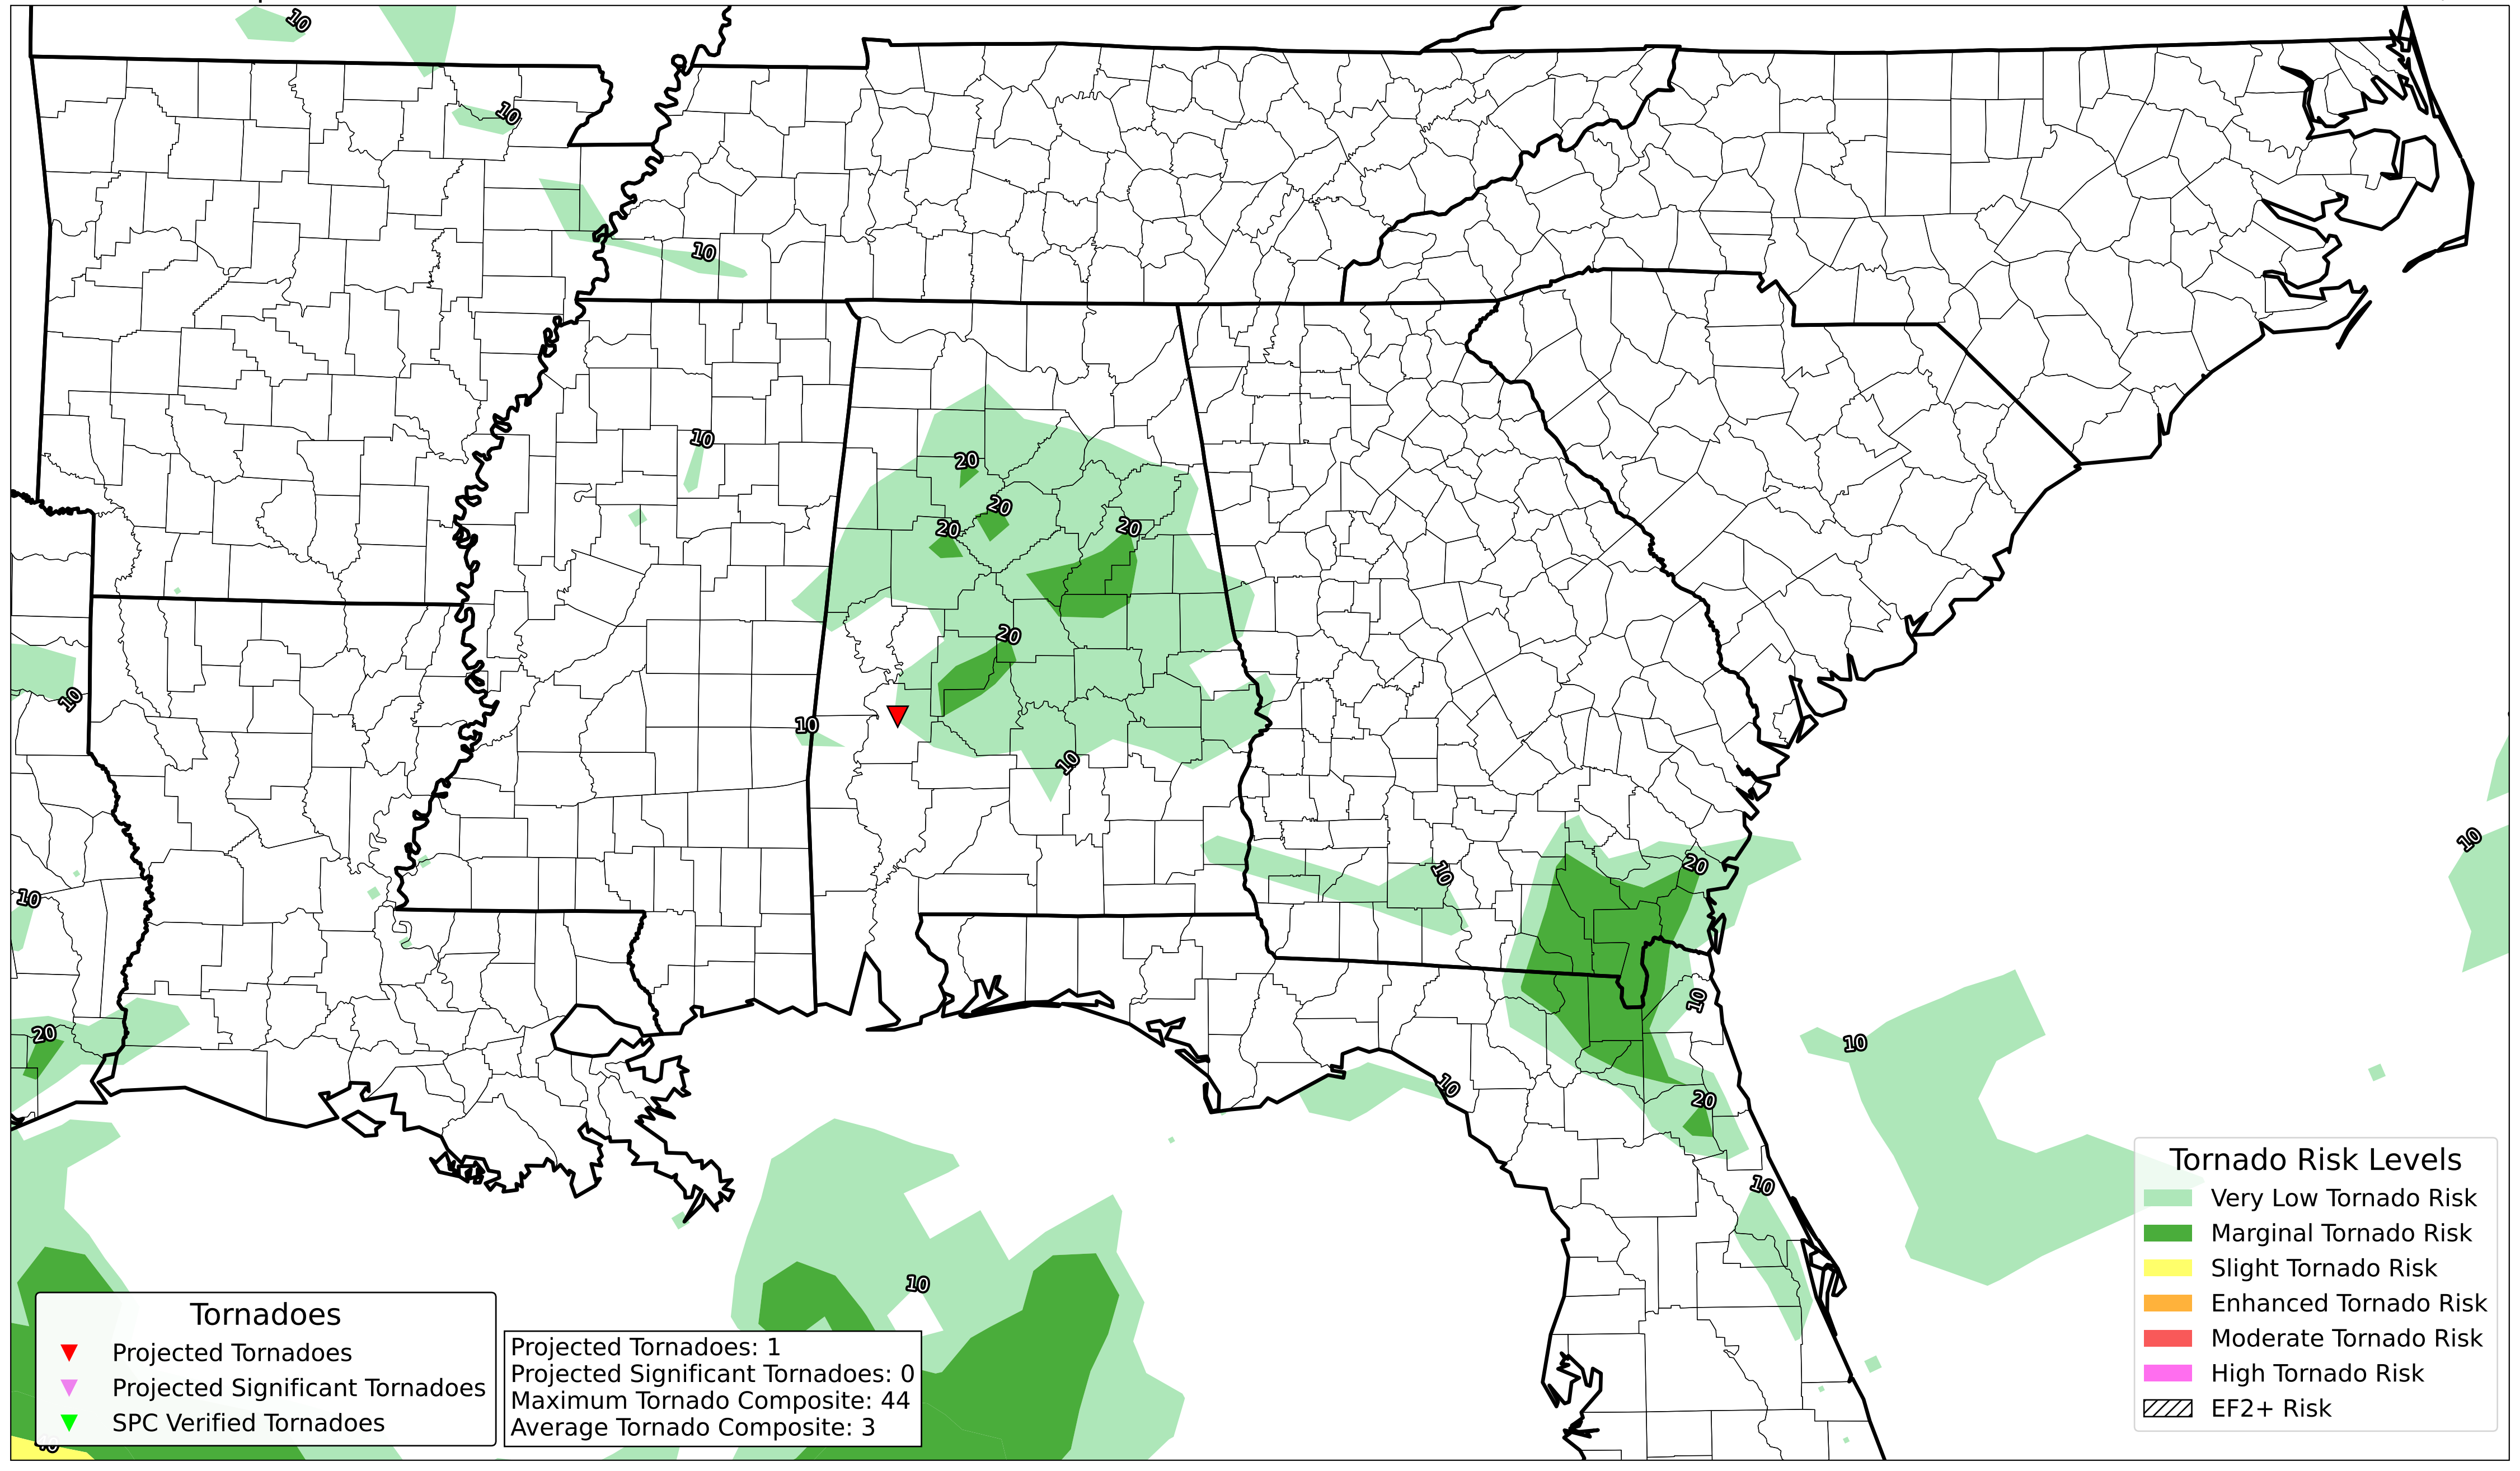 10
10
10
10
20
20
20
20
20
10
10
10
20
10
10
10
20
10
10
10
20
10
10
Tornado Risk Levels
Very Low Tornado Risk
Marginal Tornado Risk
Slight Tornado Risk
Enhanced Tornado Risk
Moderate Tornado Risk
High Tornado Risk
EF2+ Risk
Tornadoes
Projected Tornadoes
Projected Significant Tornadoes
SPC Verified Tornadoes
Projected Tornadoes: 1
Projected Significant Tornadoes: 0
Maximum Tornado Composite: 44
Average Tornado Composite: 3